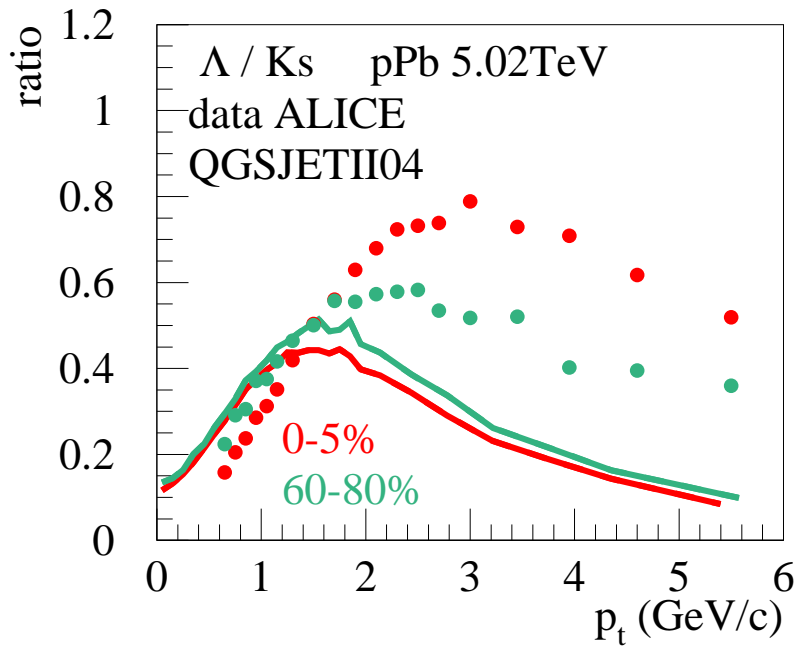 1.2
1
0.8
0.6
0.4
0.2
0
ratio
Λ / Ks pPb 5.02TeV
data ALICE
QGSJETII04
0-5%
60-80%
0 1 2 3 4 5 6
p_t (GeV/c)